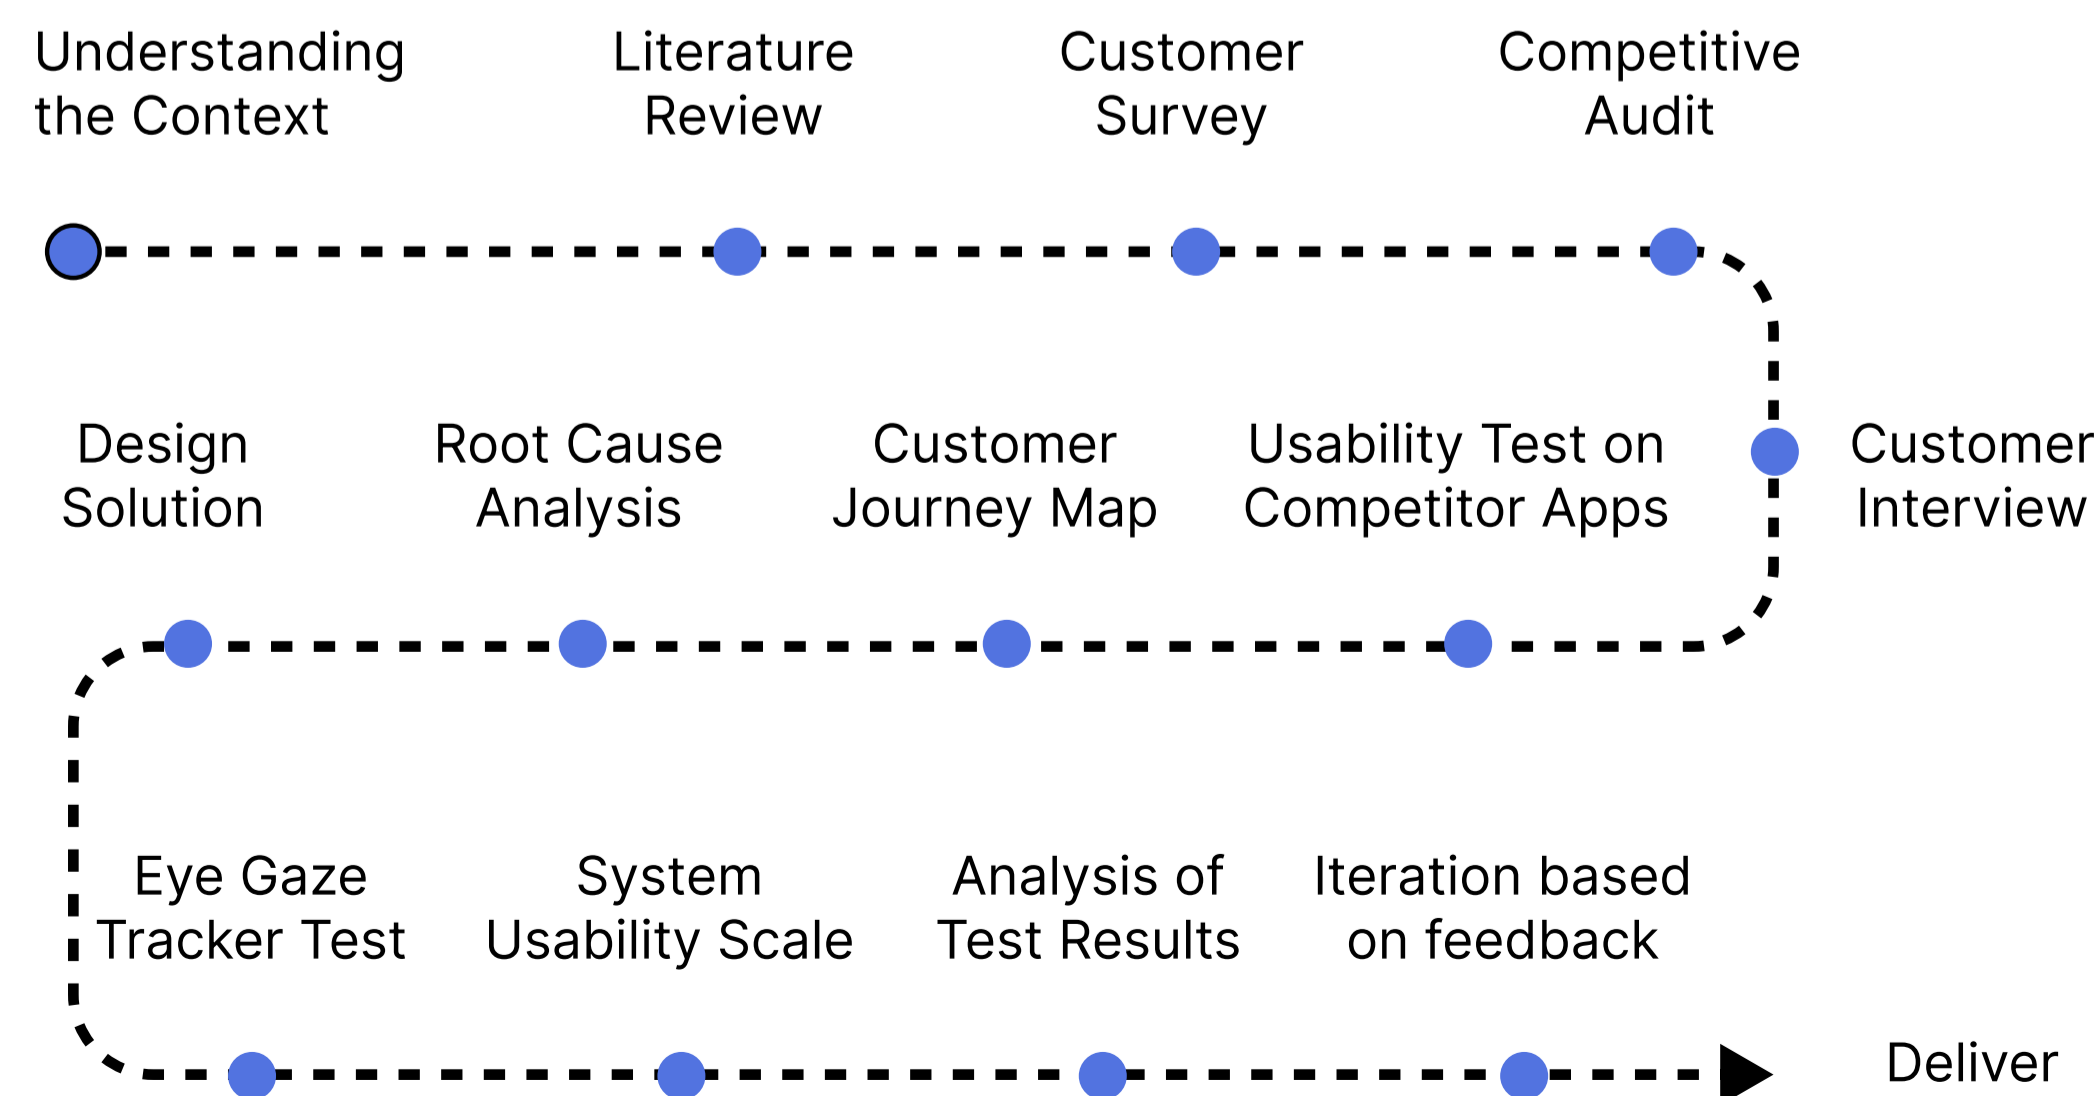 Understanding
the Context
Literature
Review
Customer
Survey
Competitive
Audit
Customer
Interview
Usability Test on
Competitor Apps
Customer
Journey Map
Root Cause
Analysis
Design
Solution
Eye Gaze
Tracker Test
System
Usability Scale
Analysis of
Test Results
Iteration based
on feedback
Deliver